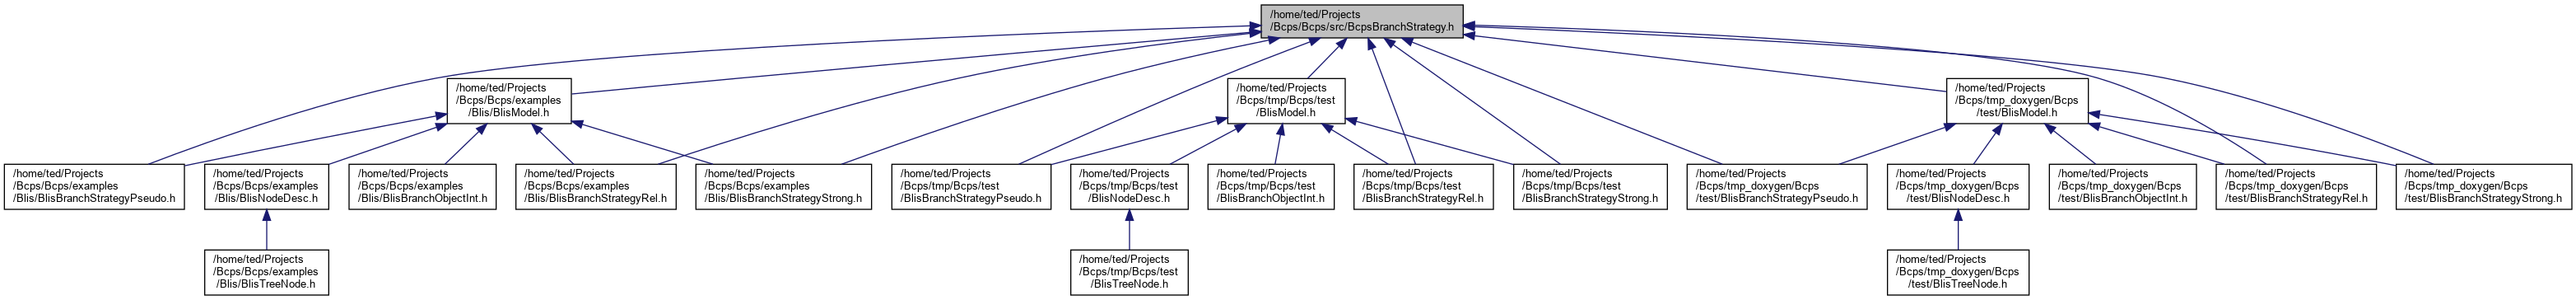 /home/ted/Projects
/Bcps/Bcps/src/BcpsBranchStrategy.h
/home/ted/Projects
/Bcps/Bcps/examples
/Blis/BlisModel.h
/home/ted/Projects
/Bcps/tmp/Bcps/test
/BlisModel.h
/home/ted/Projects
/Bcps/tmp_doxygen/Bcps
/test/BlisModel.h
/home/ted/Projects
/Bcps/Bcps/examples
/Blis/BlisBranchStrategyPseudo.h
/home/ted/Projects
/Bcps/Bcps/examples
/Blis/BlisNodeDesc.h
/home/ted/Projects
/Bcps/Bcps/examples
/Blis/BlisBranchObjectInt.h
/home/ted/Projects
/Bcps/Bcps/examples
/Blis/BlisBranchStrategyRel.h
/home/ted/Projects
/Bcps/Bcps/examples
/Blis/BlisBranchStrategyStrong.h
/home/ted/Projects
/Bcps/tmp/Bcps/test
/BlisBranchStrategyPseudo.h
/home/ted/Projects
/Bcps/tmp/Bcps/test
/BlisNodeDesc.h
/home/ted/Projects
/Bcps/tmp/Bcps/test
/BlisBranchObjectInt.h
/home/ted/Projects
/Bcps/tmp/Bcps/test
/BlisBranchStrategyRel.h
/home/ted/Projects
/Bcps/tmp/Bcps/test
/BlisBranchStrategyStrong.h
/home/ted/Projects
/Bcps/tmp_doxygen/Bcps
/test/BlisBranchStrategyPseudo.h
/home/ted/Projects
/Bcps/tmp_doxygen/Bcps
/test/BlisNodeDesc.h
/home/ted/Projects
/Bcps/tmp_doxygen/Bcps
/test/BlisBranchObjectInt.h
/home/ted/Projects
/Bcps/tmp_doxygen/Bcps
/test/BlisBranchStrategyRel.h
/home/ted/Projects
/Bcps/tmp_doxygen/Bcps
/test/BlisBranchStrategyStrong.h
/home/ted/Projects
/Bcps/Bcps/examples
/Blis/BlisTreeNode.h
/home/ted/Projects
/Bcps/tmp/Bcps/test
/BlisTreeNode.h
/home/ted/Projects
/Bcps/tmp_doxygen/Bcps
/test/BlisTreeNode.h